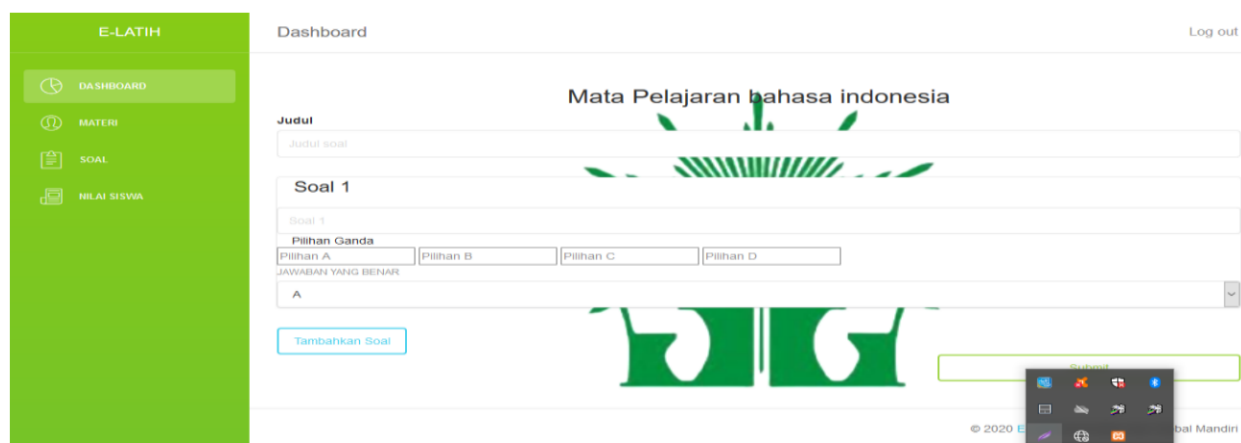 E-LATIH
Dashboard
Log out
DASHBOARD
MATERI
SOAL
NILAI SISWA
Mata Pelajaran bahasa indonesia
Judul
Judul soal
Soal 1
Soal 1
Pilihan Ganda
Pilihan A Pilihan B Pilihan C Pilihan D
JAWABAN YANG BENAR
A
Tambahkan Soal
Submit
© 2020 E bal Mandiri